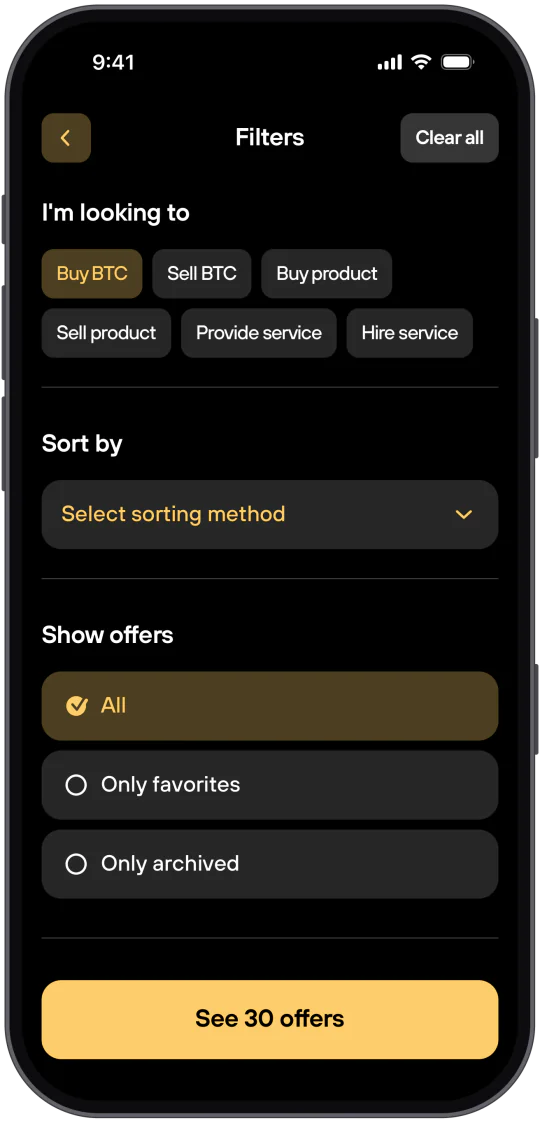 9:41
Filters
Clear all
I'm looking to
Buy BTC
Sell BTC
Buy product
Sell product
Provide service
Hire service
Sort by
Select sorting method
Show offers
All
Only favorites
Only archived
See 30 offers